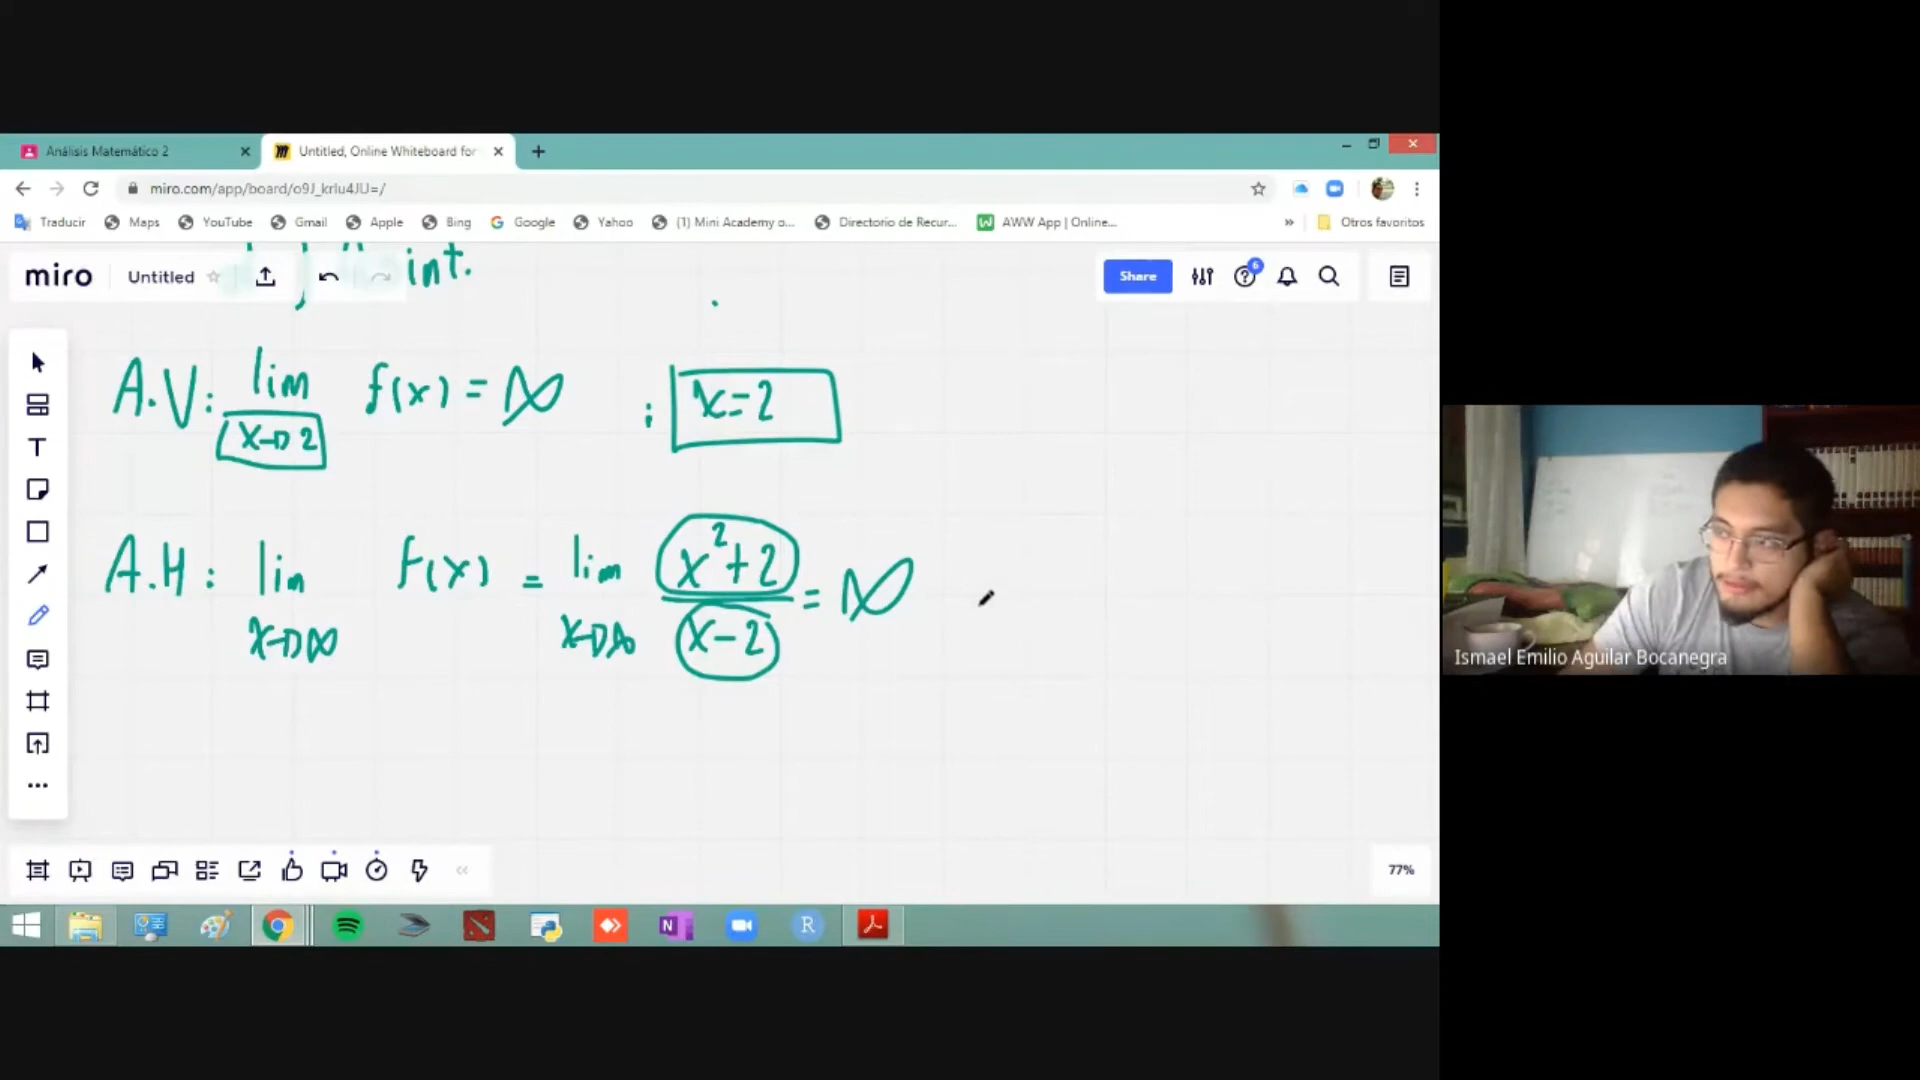 Análisis Matemático 2
Untitled, Online Whiteboard for
miro.com/app/board/o9J_krlu4JU=/
Traducir Maps YouTube Gmail Apple Bing Google Yahoo (1) Mini Academy o... Directorio de Recur... AWW App | Online... » Otros favoritos
miro Untitled
int.
Share 6
A.V: lim f(x) = ∞ ; x=2
x→2
A.H: lim f(x) = lim x²+2 = ∞
x→∞ x→∞ x-2
Ismael Emilio Aguilar Bocanegra
77%